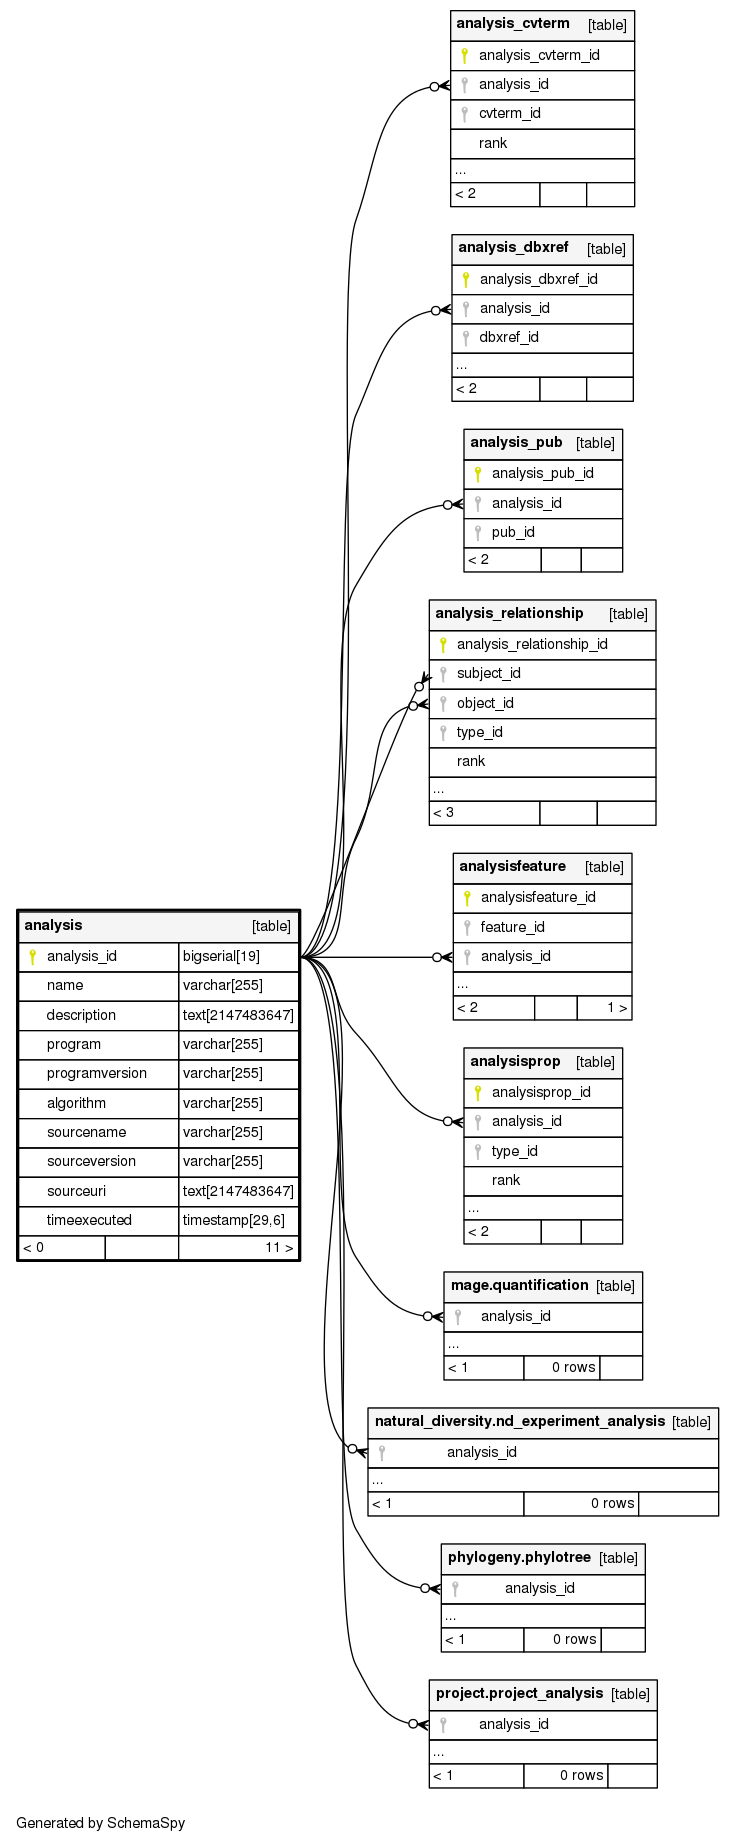 analysis_cvterm [table]
analysis_cvterm_id
analysis_id
cvterm_id
rank
...
< 2
analysis_dbxref [table]
analysis_dbxref_id
analysis_id
dbxref_id
...
< 2
analysis_pub [table]
analysis_pub_id
analysis_id
pub_id
< 2
analysis_relationship [table]
analysis_relationship_id
subject_id
object_id
type_id
rank
...
< 3
analysisfeature [table]
analysisfeature_id
feature_id
analysis_id
...
< 2 1 >
analysis [table]
analysis_id bigserial[19]
name varchar[255]
description text[2147483647]
program varchar[255]
programversion varchar[255]
algorithm varchar[255]
sourcename varchar[255]
sourceversion varchar[255]
sourceuri text[2147483647]
timeexecuted timestamp[29,6]
< 0 11 >
analysisprop [table]
analysisprop_id
analysis_id
type_id
rank
...
< 2
mage.quantification [table]
analysis_id
...
< 1 0 rows
natural_diversity.nd_experiment_analysis [table]
analysis_id
...
< 1 0 rows
phylogeny.phylotree [table]
analysis_id
...
< 1 0 rows
project.project_analysis [table]
analysis_id
...
< 1 0 rows
Generated by SchemaSpy